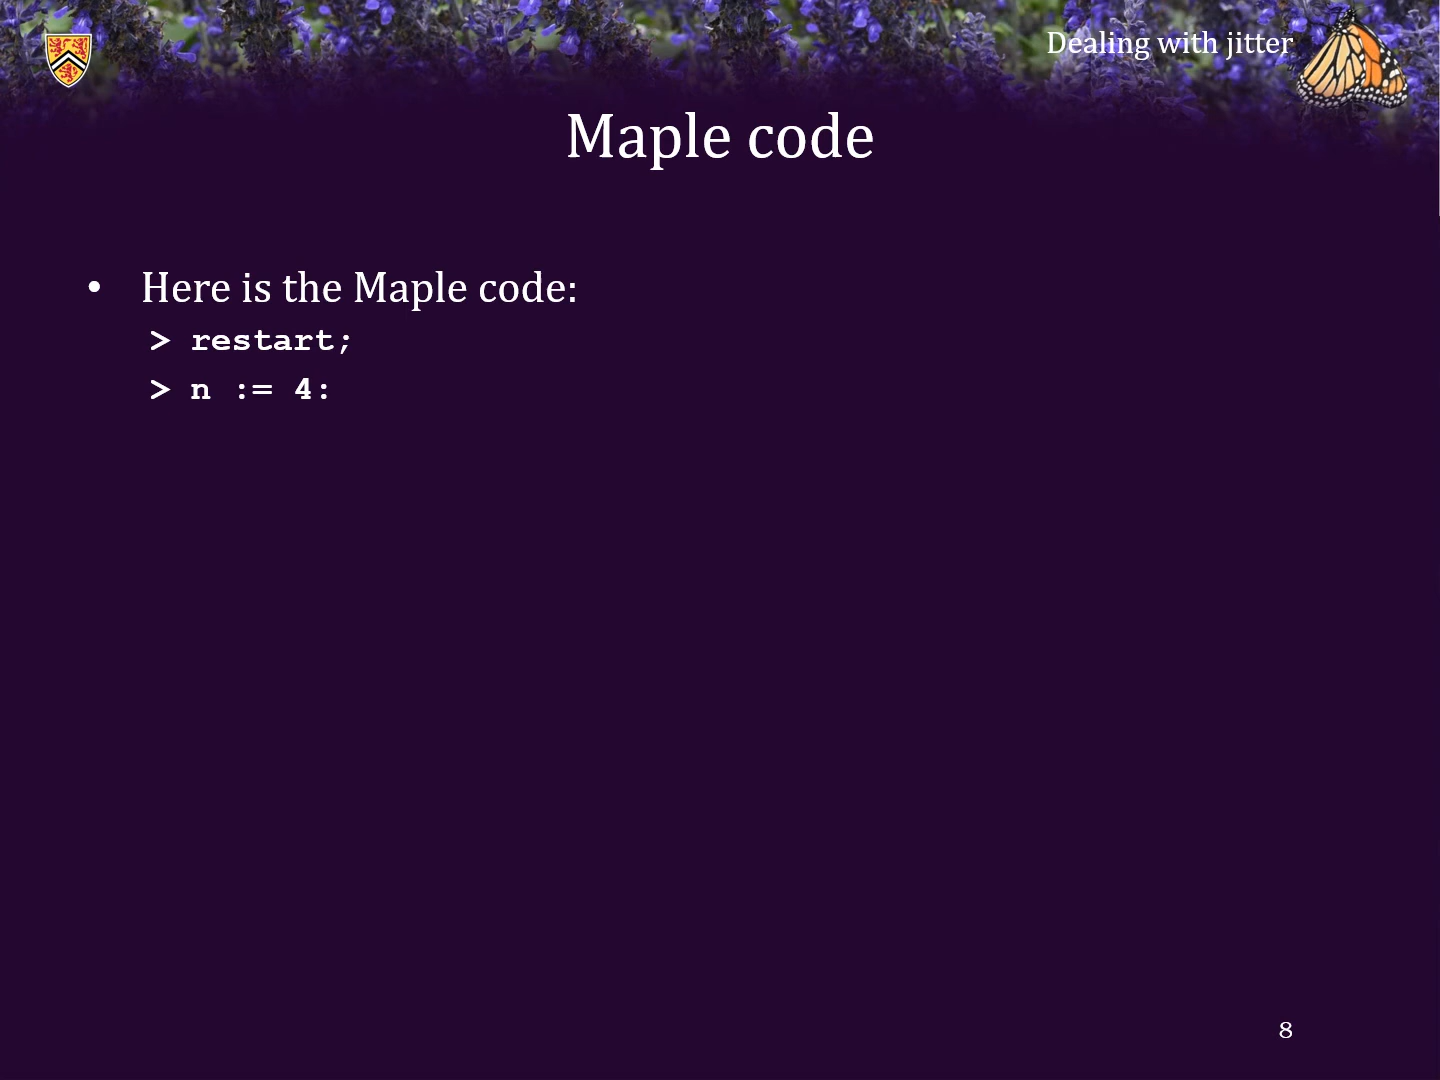 Dealing with jitter
Maple code
• Here is the Maple code:
> restart;
> n := 4:
8